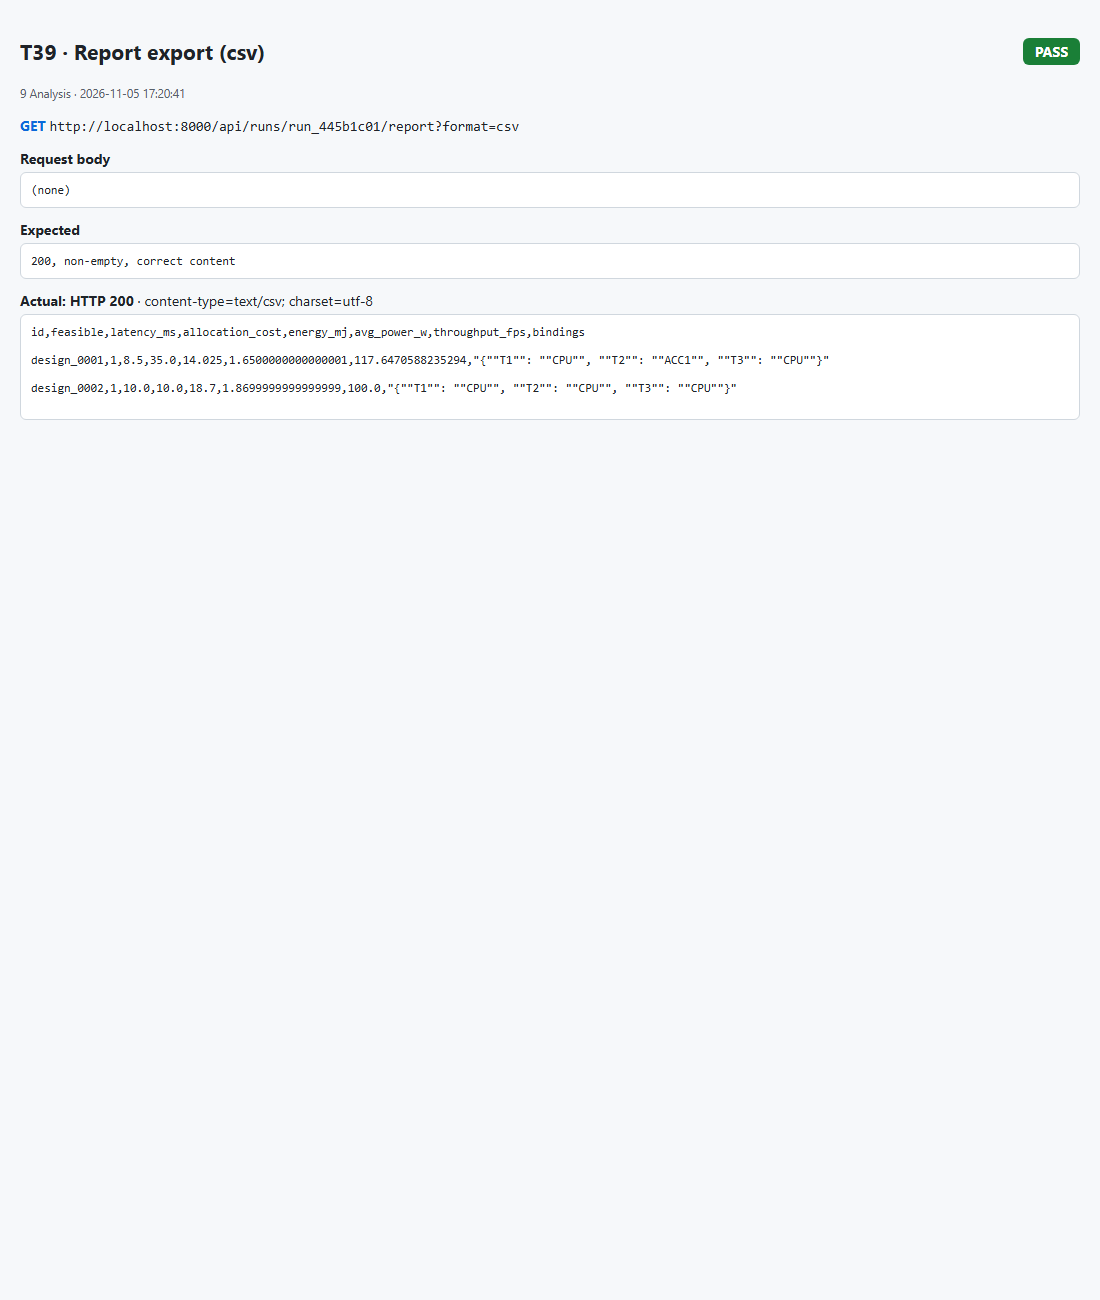 T39 · Report export (csv)
PASS
9 Analysis · 2026-11-05 17:20:41
GET http://localhost:8000/api/runs/run_445b1c01/report?format=csv
Request body
(none)
Expected
200, non-empty, correct content
Actual: HTTP 200 · content-type=text/csv; charset=utf-8
id,feasible,latency_ms,allocation_cost,energy_mj,avg_power_w,throughput_fps,bindings
design_0001,1,8.5,35.0,14.025,1.6500000000000001,117.6470588235294,"{""T1"": ""CPU"", ""T2"": ""ACC1"", ""T3"": ""CPU""}"
design_0002,1,10.0,10.0,18.7,1.8699999999999999,100.0,"{""T1"": ""CPU"", ""T2"": ""CPU"", ""T3"": ""CPU""}"